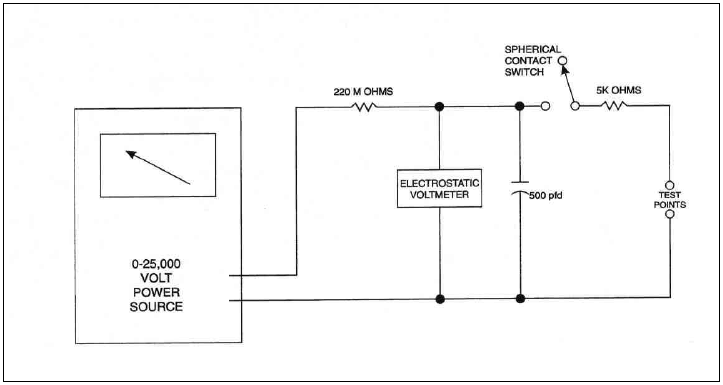 SPHERICAL
CONTACT
SWITCH
220 M OHMS
5K OHMS
ELECTROSTATIC
VOLTMETER
500 pfd
TEST
POINTS
0-25,000
VOLT
POWER
SOURCE